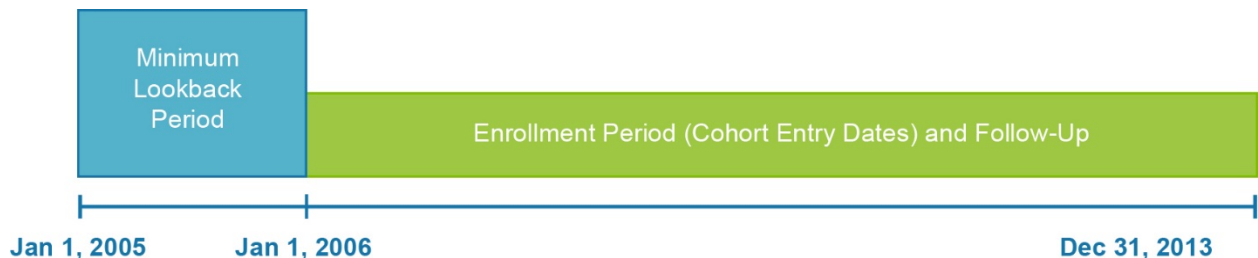 Minimum
Lookback
Period
Enrollment Period (Cohort Entry Dates) and Follow-Up
Jan 1, 2005
Jan 1, 2006
Dec 31, 2013